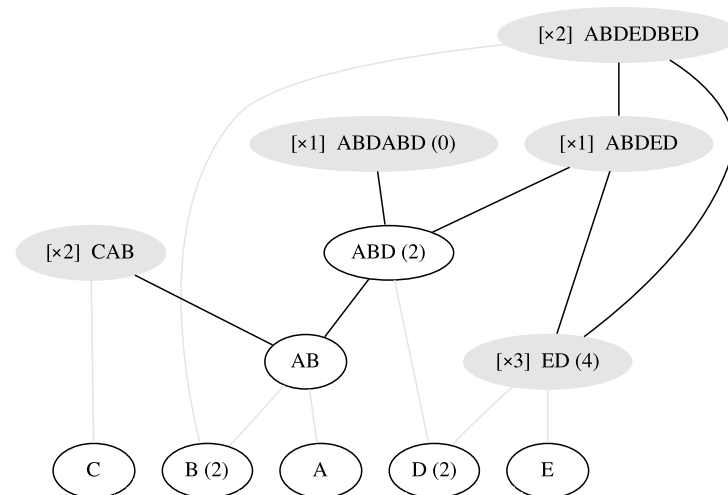 [×2] ABDEDBED
[×1] ABDABD (0)
[×1] ABDED
[×2] CAB
ABD (2)
AB
[×3] ED (4)
C
B (2)
A
D (2)
E